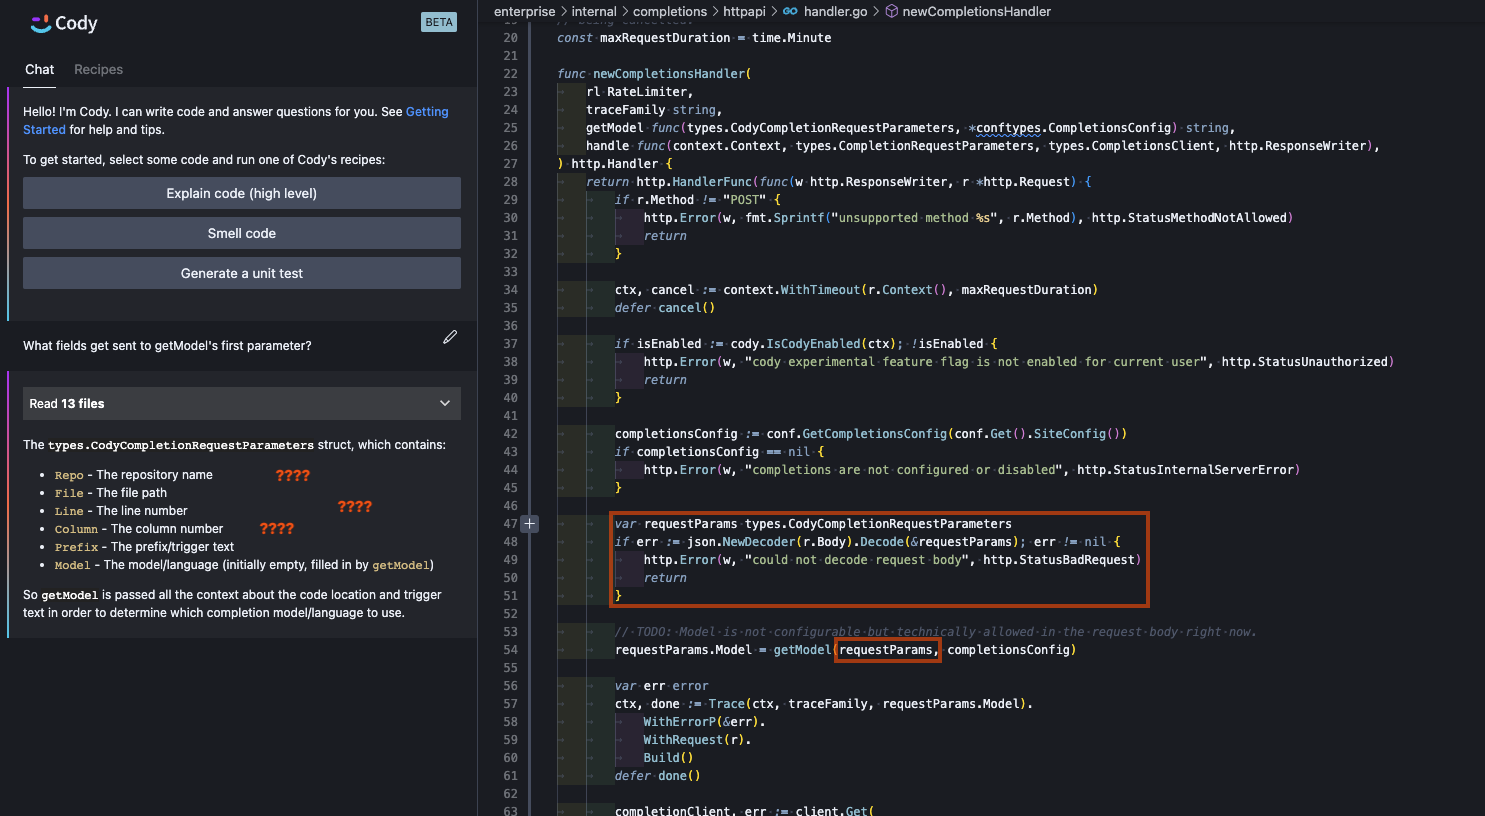 Cody
BETA
Chat
Recipes
Hello! I'm Cody. I can write code and answer questions for you. See Getting
Started for help and tips.
To get started, select some code and run one of Cody's recipes:
Explain code (high level)
Smell code
Generate a unit test
What fields get sent to getModel's first parameter?
Read 13 files
The types.CodyCompletionRequestParameters struct, which contains:
• Repo - The repository name ????
• File - The file path
• Line - The line number ????
• Column - The column number ????
• Prefix - The prefix/trigger text
• Model - The model/language (initially empty, filled in by getModel)
So getModel is passed all the context about the code location and trigger
text in order to determine which completion model/language to use.
enterprise > internal > completions > httpapi > handler.go > newCompletionsHandler
19 // being cancelled.
20 const maxRequestDuration = time.Minute
21
22 func newCompletionsHandler(
23 rl RateLimiter,
24 traceFamily string,
25 getModel func(types.CodyCompletionRequestParameters, *conftypes.CompletionsConfig) string,
26 handle func(context.Context, types.CompletionRequestParameters, types.CompletionsClient, http.ResponseWriter),
27 ) http.Handler {
28 return http.HandlerFunc(func(w http.ResponseWriter, r *http.Request) {
29 if r.Method != "POST" {
30 http.Error(w, fmt.Sprintf("unsupported method %s", r.Method), http.StatusMethodNotAllowed)
31 return
32 }
33
34 ctx, cancel := context.WithTimeout(r.Context(), maxRequestDuration)
35 defer cancel()
36
37 if isEnabled := cody.IsCodyEnabled(ctx); !isEnabled {
38 http.Error(w, "cody experimental feature flag is not enabled for current user", http.StatusUnauthorized)
39 return
40 }
41
42 completionsConfig := conf.GetCompletionsConfig(conf.Get().SiteConfig())
43 if completionsConfig == nil {
44 http.Error(w, "completions are not configured or disabled", http.StatusInternalServerError)
45 }
46
47 var requestParams types.CodyCompletionRequestParameters
48 if err := json.NewDecoder(r.Body).Decode(&requestParams); err != nil {
49 http.Error(w, "could not decode request body", http.StatusBadRequest)
50 return
51 }
52
53 // TODO: Model is not configurable but technically allowed in the request body right now.
54 requestParams.Model = getModel(requestParams, completionsConfig)
55
56 var err error
57 ctx, done := Trace(ctx, traceFamily, requestParams.Model).
58 WithErrorP(&err).
59 WithRequest(r).
60 Build()
61 defer done()
62
63 completionClient, err := client.Get(